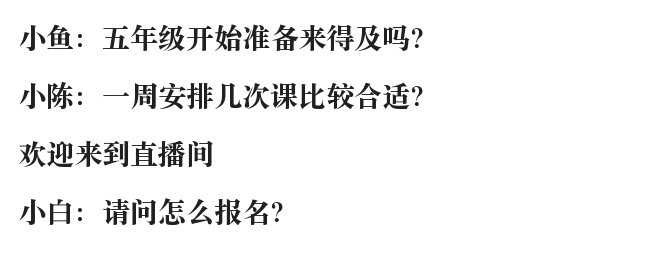 小鱼：五年级开始准备来得及吗？
小陈：一周安排几次课比较合适？
欢迎来到直播间
小白：请问怎么报名？